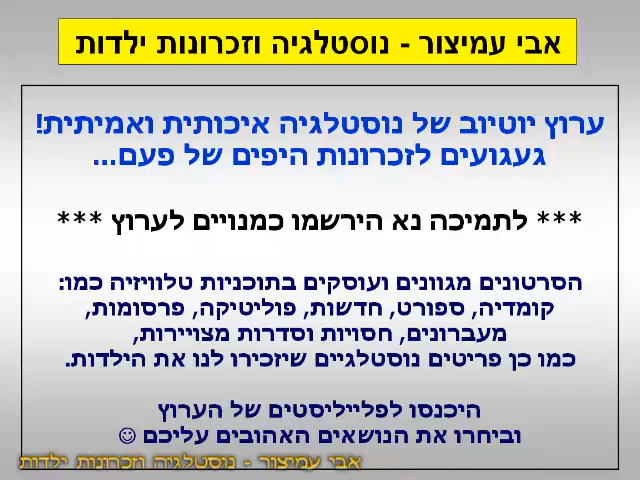 אבי עמיצור - נוסטלגיה וזכרונות ילדות
ערוץ יוטיוב של נוסטלגיה איכותית ואמיתית!
געגועים לזכרונות היפים של פעם...
*** לתמיכה נא הירשמו כמנויים לערוץ ***
הסרטונים מגוונים ועוסקים בתוכניות טלוויזיה כמו:
קומדיה, ספורט, חדשות, פוליטיקה, פרסומות,
מעברונים, חסויות וסדרות מצויירות,
כמו כן פריטים נוסטלגיים שיזכירו לנו את הילדות.
היכנסו לפלייליסטים של הערוץ
וביחרו את הנושאים האהובים עליכם ☺
אבי עמיצור - נוסטלגיה וזכרונות ילדות